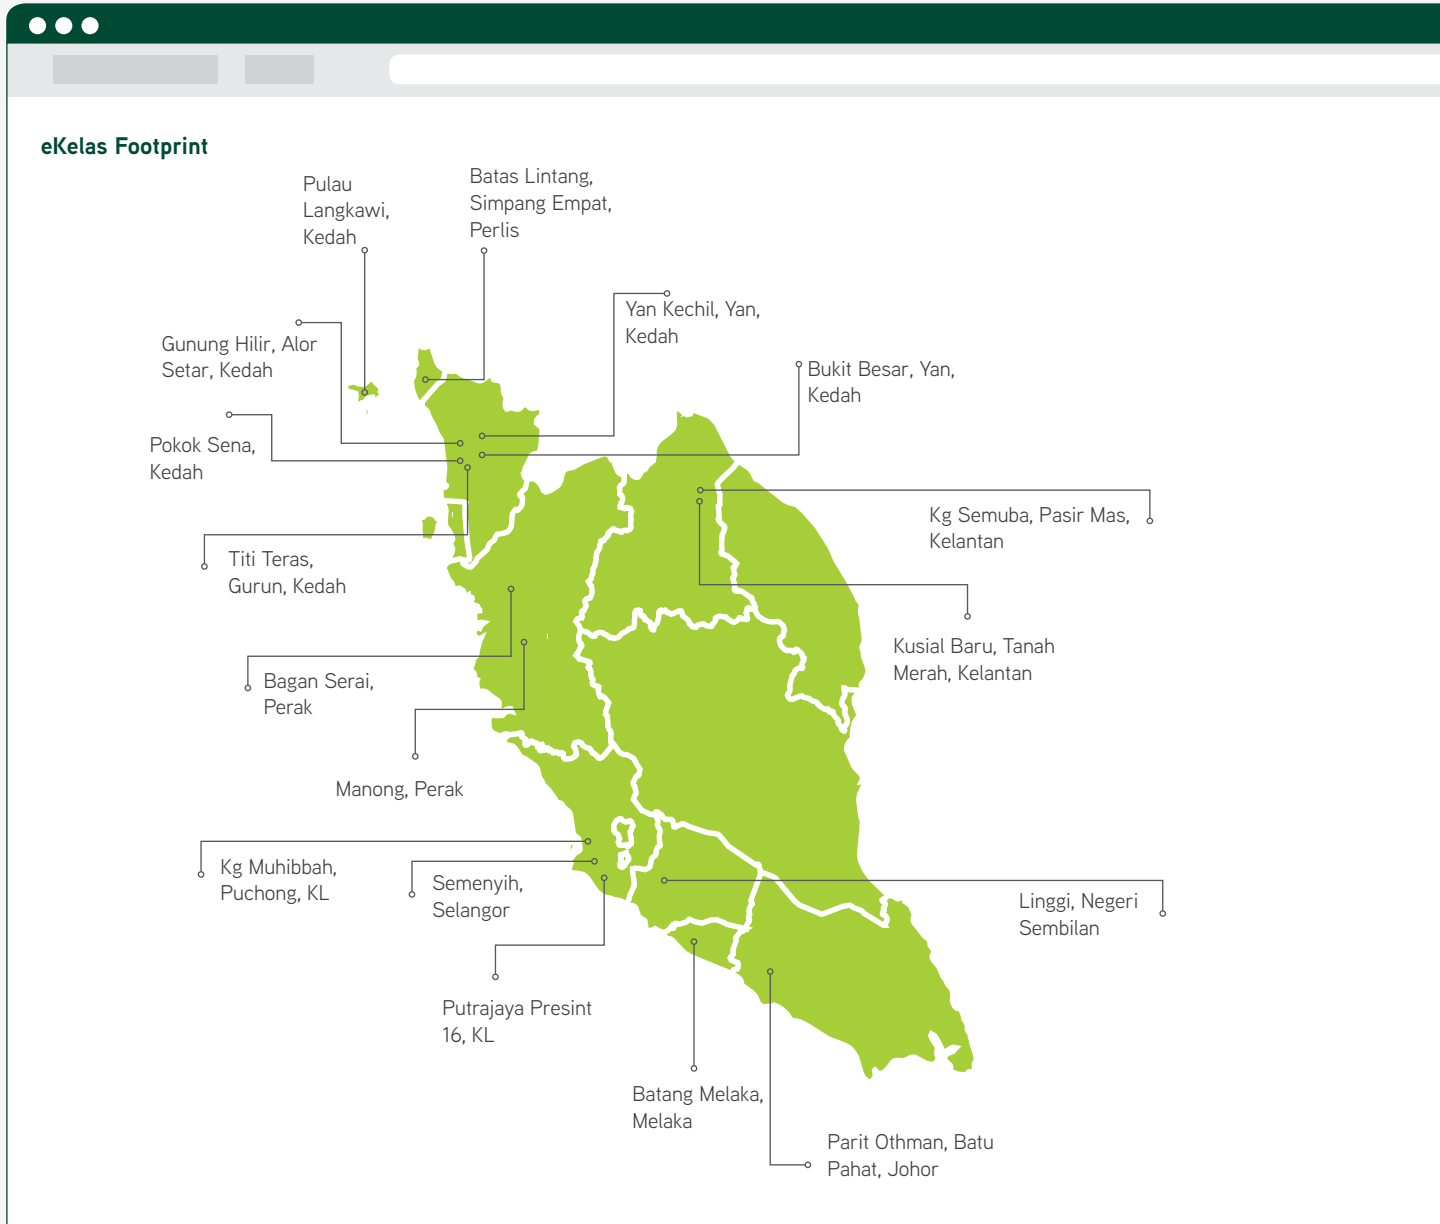 eKelas Footprint
Pulau
Langkawi,
Kedah
Batas Lintang,
Simpang Empat,
Perlis
Yan Kechil, Yan,
Kedah
Gunung Hilir, Alor
Setar, Kedah
Bukit Besar, Yan,
Kedah
Pokok Sena,
Kedah
Kg Semuba, Pasir Mas,
Kelantan
Titi Teras,
Gurun, Kedah
Kusial Baru, Tanah
Merah, Kelantan
Bagan Serai,
Perak
Manong, Perak
Kg Muhibbah,
Puchong, KL
Semenyih,
Selangor
Linggi, Negeri
Sembilan
Putrajaya Presint
16, KL
Batang Melaka,
Melaka
Parit Othman, Batu
Pahat, Johor